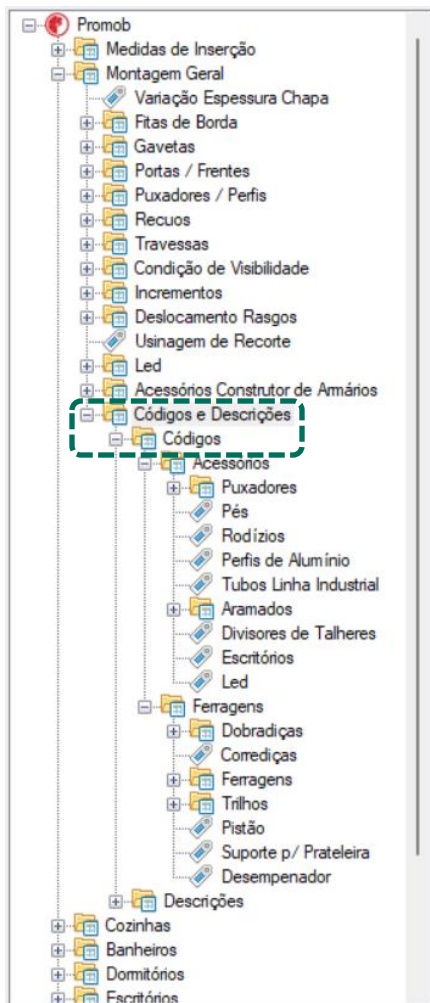 Promob
Medidas de Inserção
Montagem Geral
Variação Espessura Chapa
Fitas de Borda
Gavetas
Portas / Frentes
Puxadores / Perfis
Recuos
Travessas
Condição de Visibilidade
Incrementos
Deslocamento Rasgos
Usinagem de Recorte
Led
Acessórios Construtor de Armários
Códigos e Descrições
Códigos
Acessórios
Puxadores
Pés
Rodízios
Perfis de Alumínio
Tubos Linha Industrial
Aramados
Divisores de Talheres
Escritórios
Led
Ferragens
Dobradiças
Corrediças
Ferragens
Trilhos
Pistão
Suporte p/ Prateleira
Desempenador
Descrições
Cozinhas
Banheiros
Dormitórios
Escritórios